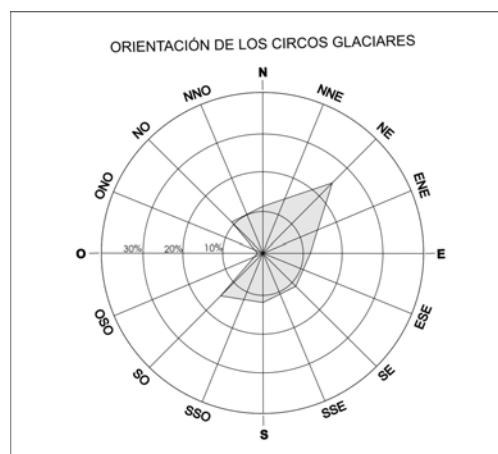 ORIENTACIÓN DE LOS CIRCOS GLACIARES
N
NNO
NNE
NO
NE
ONO
ENE
O
30%
20%
10%
E
OSO
ESE
SO
SE
SSO
SSE
S